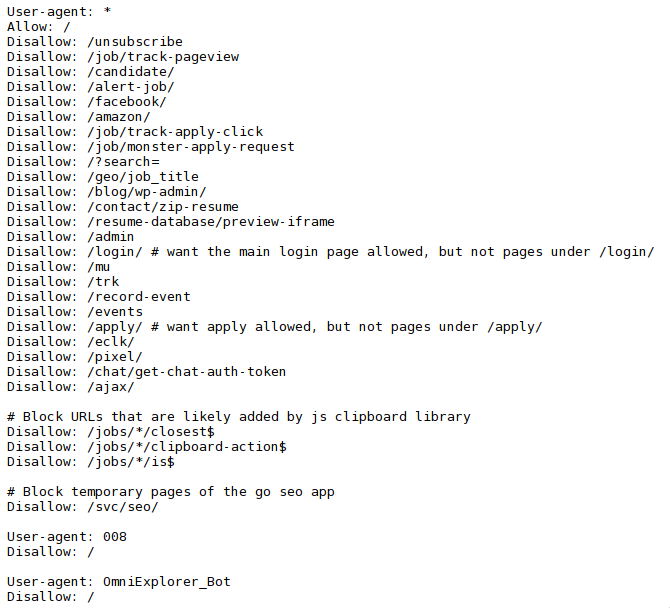 User-agent: *
Allow: /
Disallow: /unsubscribe
Disallow: /job/track-pageview
Disallow: /candidate/
Disallow: /alert-job/
Disallow: /facebook/
Disallow: /amazon/
Disallow: /job/track-apply-click
Disallow: /job/monster-apply-request
Disallow: /?search=
Disallow: /geo/job_title
Disallow: /blog/wp-admin/
Disallow: /contact/zip-resume
Disallow: /resume-database/preview-iframe
Disallow: /admin
Disallow: /login/ # want the main login page allowed, but not pages under /login/
Disallow: /mu
Disallow: /trk
Disallow: /record-event
Disallow: /events
Disallow: /apply/ # want apply allowed, but not pages under /apply/
Disallow: /eclk/
Disallow: /pixel/
Disallow: /chat/get-chat-auth-token
Disallow: /ajax/

# Block URLs that are likely added by js clipboard library
Disallow: /jobs/*/closest$
Disallow: /jobs/*/clipboard-action$
Disallow: /jobs/*/is$

# Block temporary pages of the go seo app
Disallow: /svc/seo/

User-agent: 008
Disallow: /

User-agent: OmniExplorer_Bot
Disallow: /